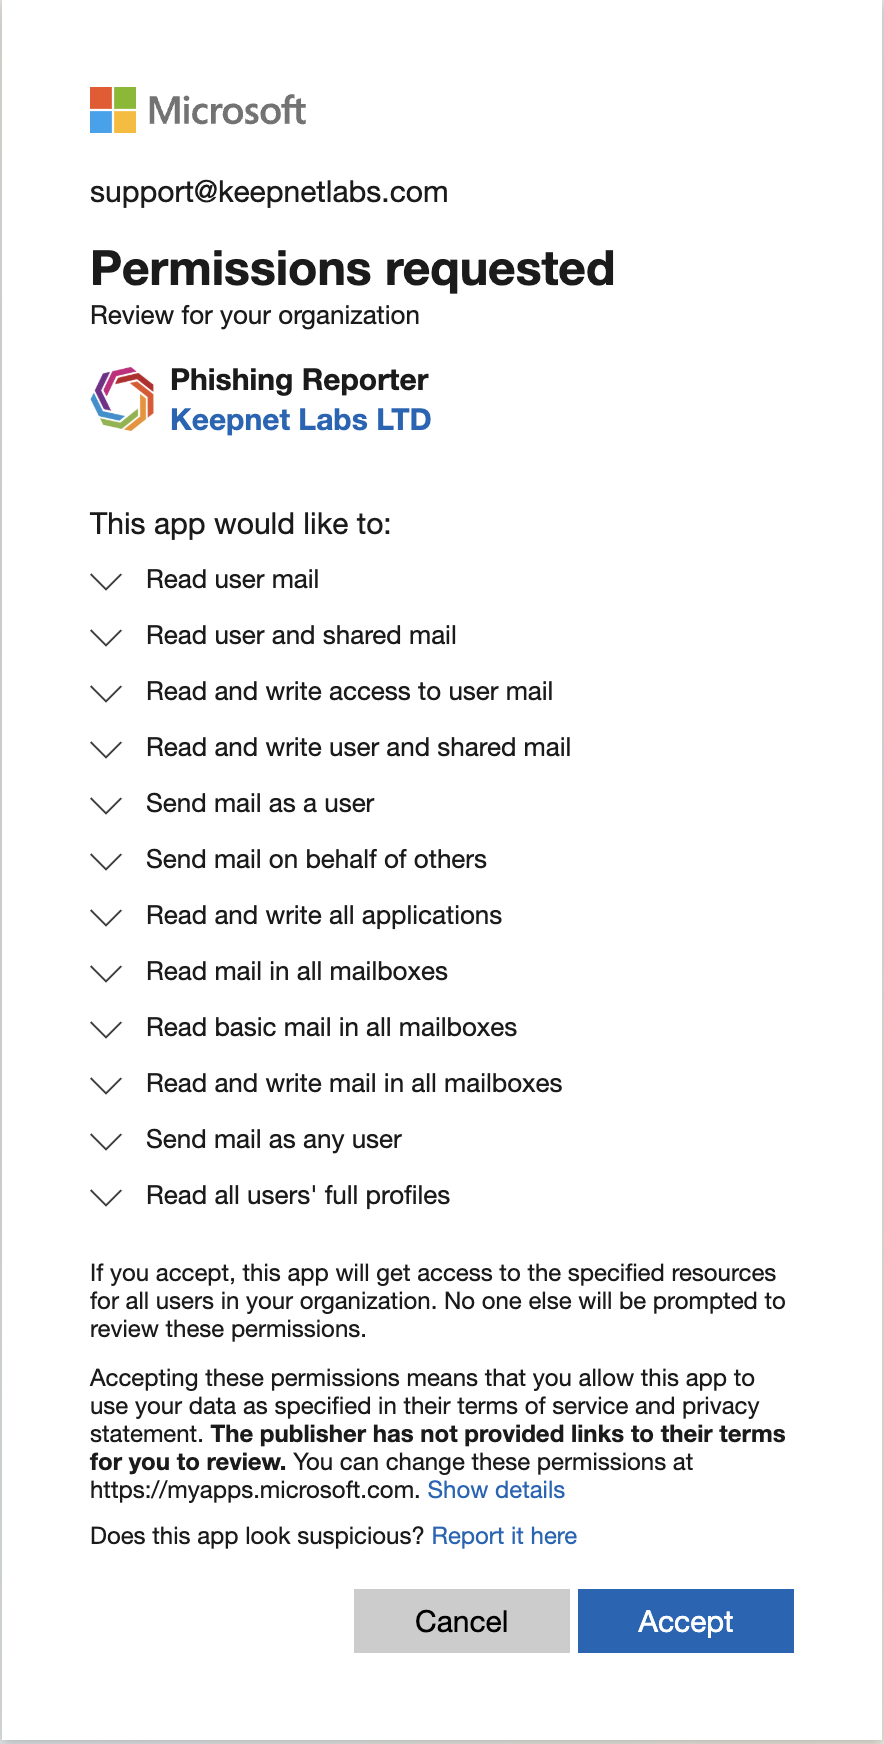 Microsoft
support@keepnetlabs.com
Permissions requested
Review for your organization
Phishing Reporter
Keepnet Labs LTD
This app would like to:
Read user mail
Read user and shared mail
Read and write access to user mail
Read and write user and shared mail
Send mail as a user
Send mail on behalf of others
Read and write all applications
Read mail in all mailboxes
Read basic mail in all mailboxes
Read and write mail in all mailboxes
Send mail as any user
Read all users' full profiles
If you accept, this app will get access to the specified resources
for all users in your organization. No one else will be prompted to
review these permissions.
Accepting these permissions means that you allow this app to
use your data as specified in their terms of service and privacy
statement. The publisher has not provided links to their terms
for you to review. You can change these permissions at
https://myapps.microsoft.com. Show details
Does this app look suspicious? Report it here
Cancel Accept